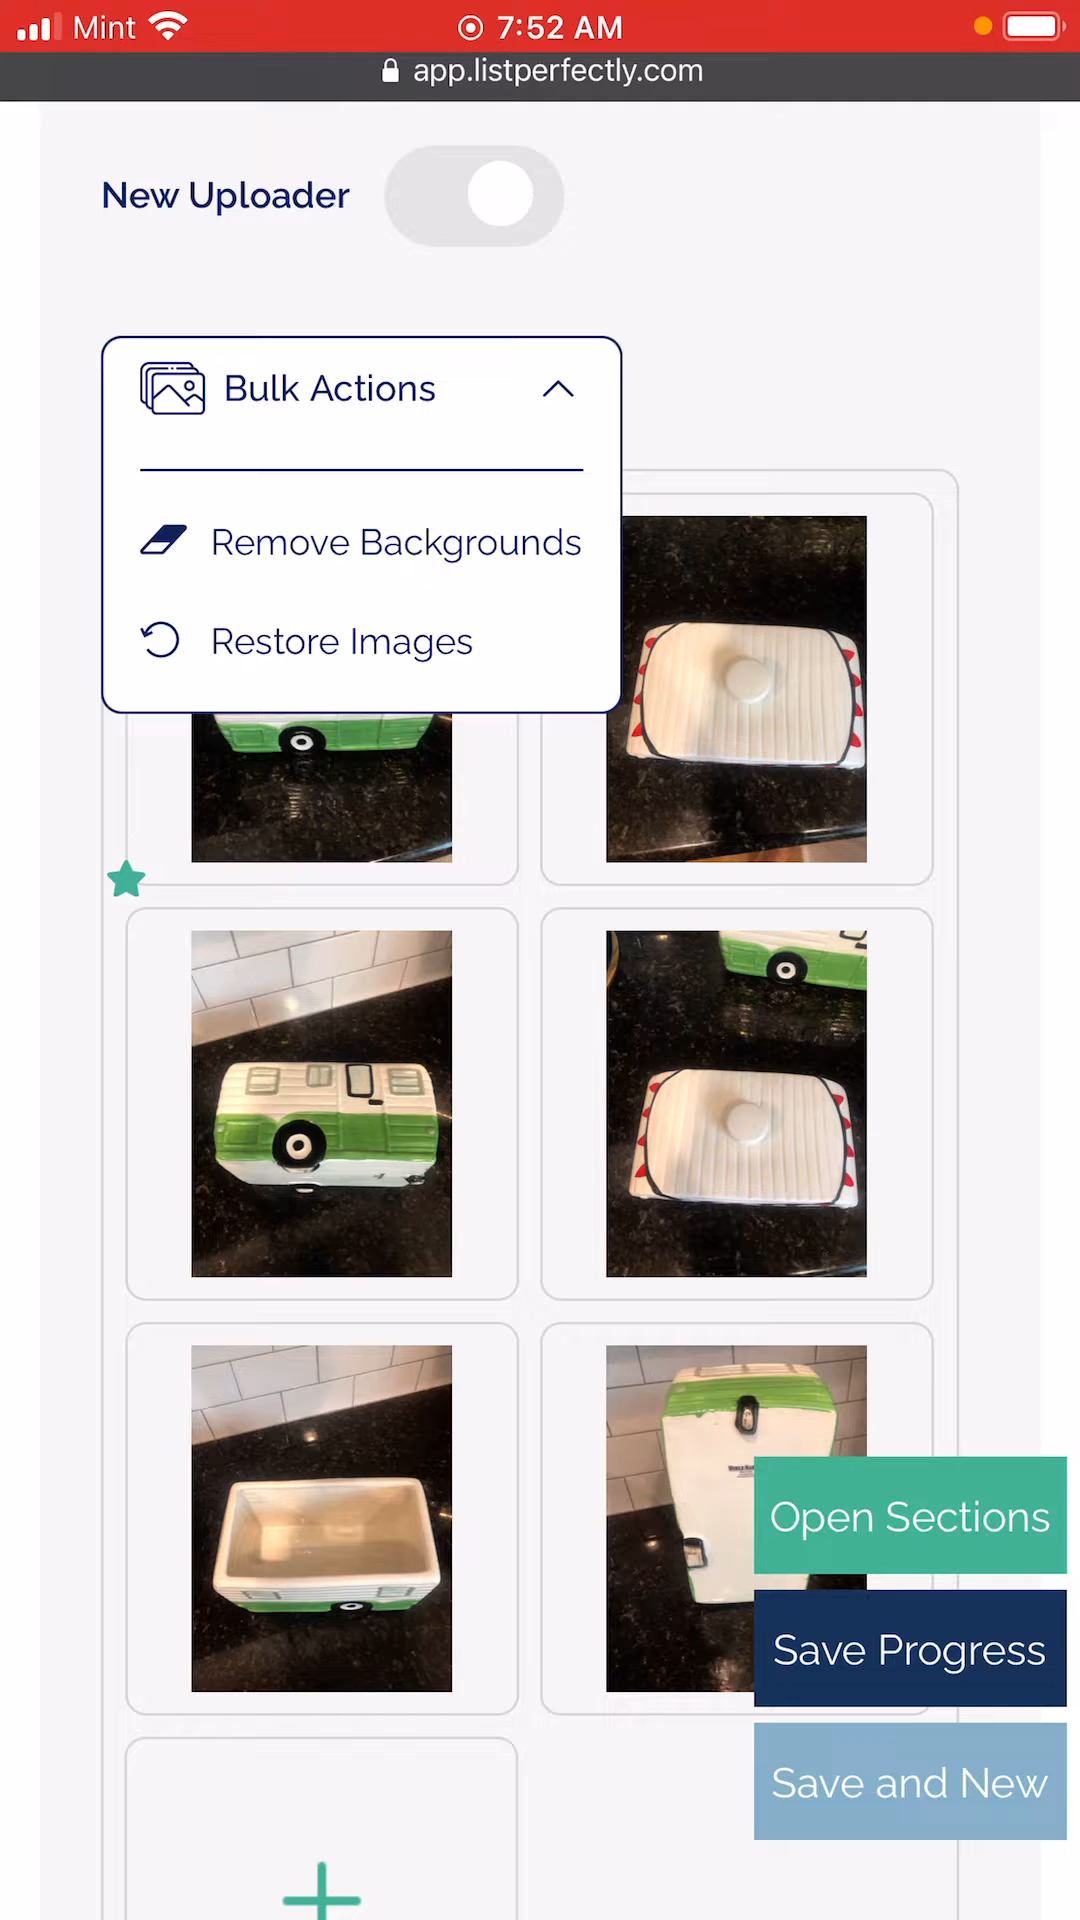 Mint
7:52 AM
app.listperfectly.com
New Uploader
Bulk Actions
Remove Backgrounds
Restore Images
Open Sections
Save Progress
Save and New